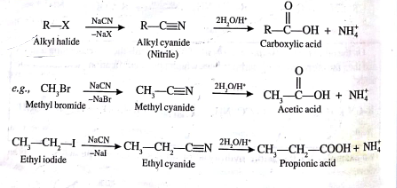 O
R—X NaCN –NaX R—C≡N 2H₂O/H⁺ R—C—OH + NH₄⁺
Alkyl halide Alkyl cyanide Carboxylic acid
(Nitrile)
O
e.g., CH₃Br NaCN –NaBr CH₃—C≡N 2H₂O/H⁺ CH₃—C—OH + NH₄⁺
Methyl bromide Methyl cyanide Acetic acid
CH₃—CH₂—I NaCN –NaI CH₃—CH₂—C≡N 2H₂O/H⁺ CH₃—CH₂—COOH + NH₄⁺
Ethyl iodide Ethyl cyanide Propionic acid